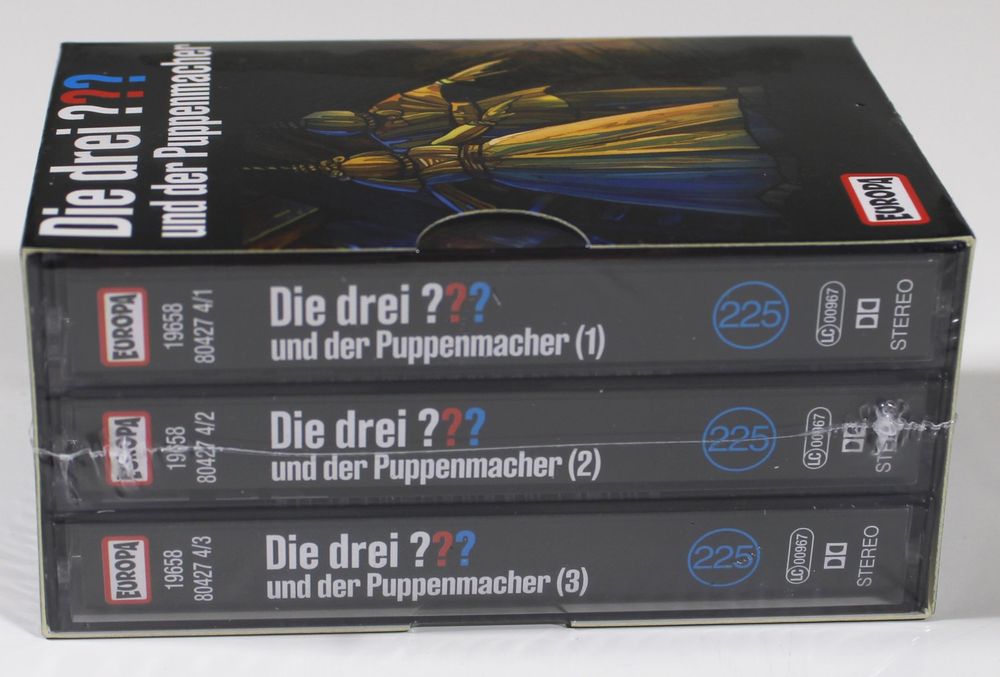 Die drei ???
und der Puppenmacher
EUROPA
EUROPA
19658
80427 4/1
Die drei ???
und der Puppenmacher (1)
225
LC 00967
STEREO
EUROPA
19658
80427 4/2
Die drei ???
und der Puppenmacher (2)
225
LC 00967
STEREO
EUROPA
19658
80427 4/3
Die drei ???
und der Puppenmacher (3)
225
LC 00967
STEREO